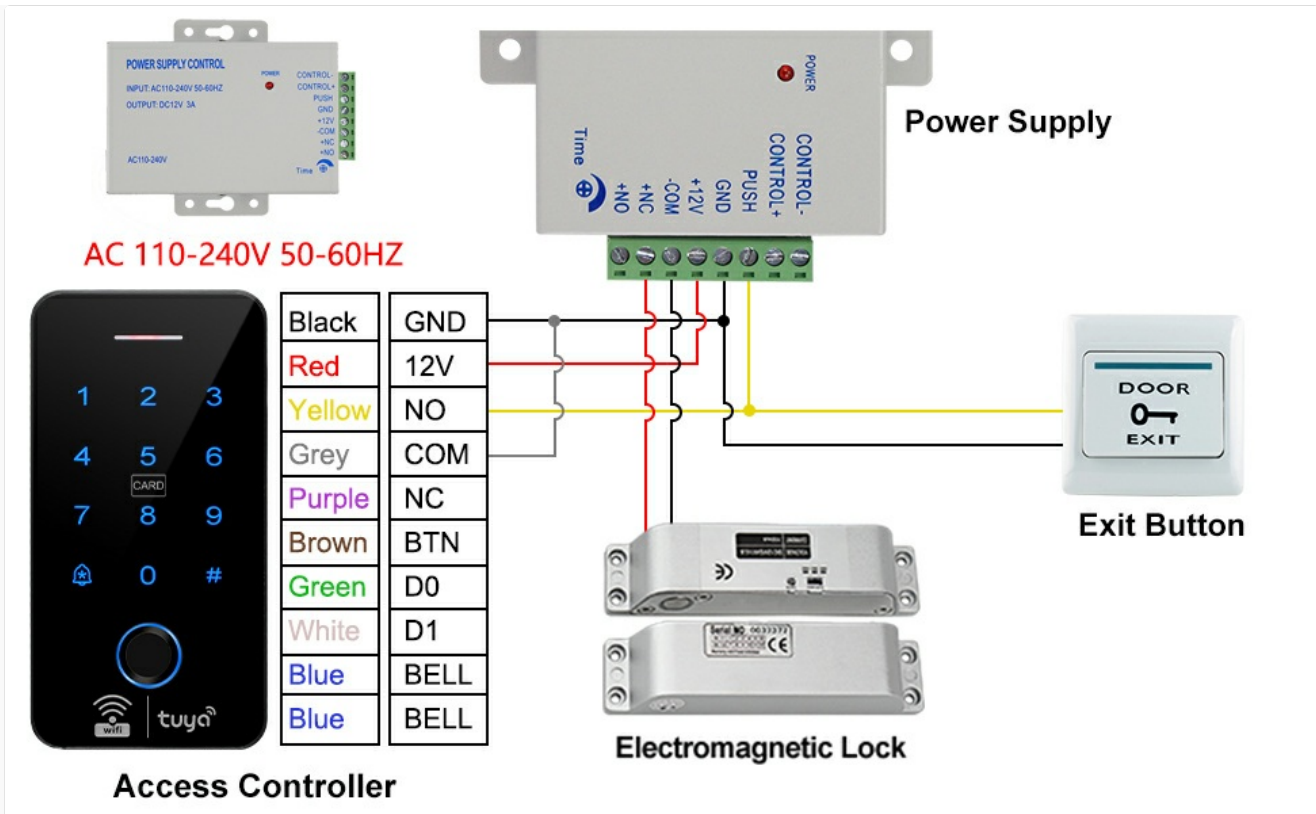 POWER SUPPLY CONTROL
INPUT: AC110-240V 50-60HZ
OUTPUT: DC12V 3A
AC110-240V
POWER
CONTROL-
CONTROL+
PUSH
GND
+12V
-COM
+NC
+NO
Time
AC 110-240V 50-60HZ
POWER
Time
+NO
+NC
-COM
+12V
GND
PUSH
CONTROL+
CONTROL-
Power Supply
Black GND
Red 12V
Yellow NO
Grey COM
Purple NC
Brown BTN
Green D0
White D1
Blue BELL
Blue BELL
1 2 3
4 5 6
CARD
7 8 9
0 #
wifi tuya
Access Controller
DOOR
EXIT
Exit Button
CE
Serial NO 0033372
CE
Electromagnetic Lock